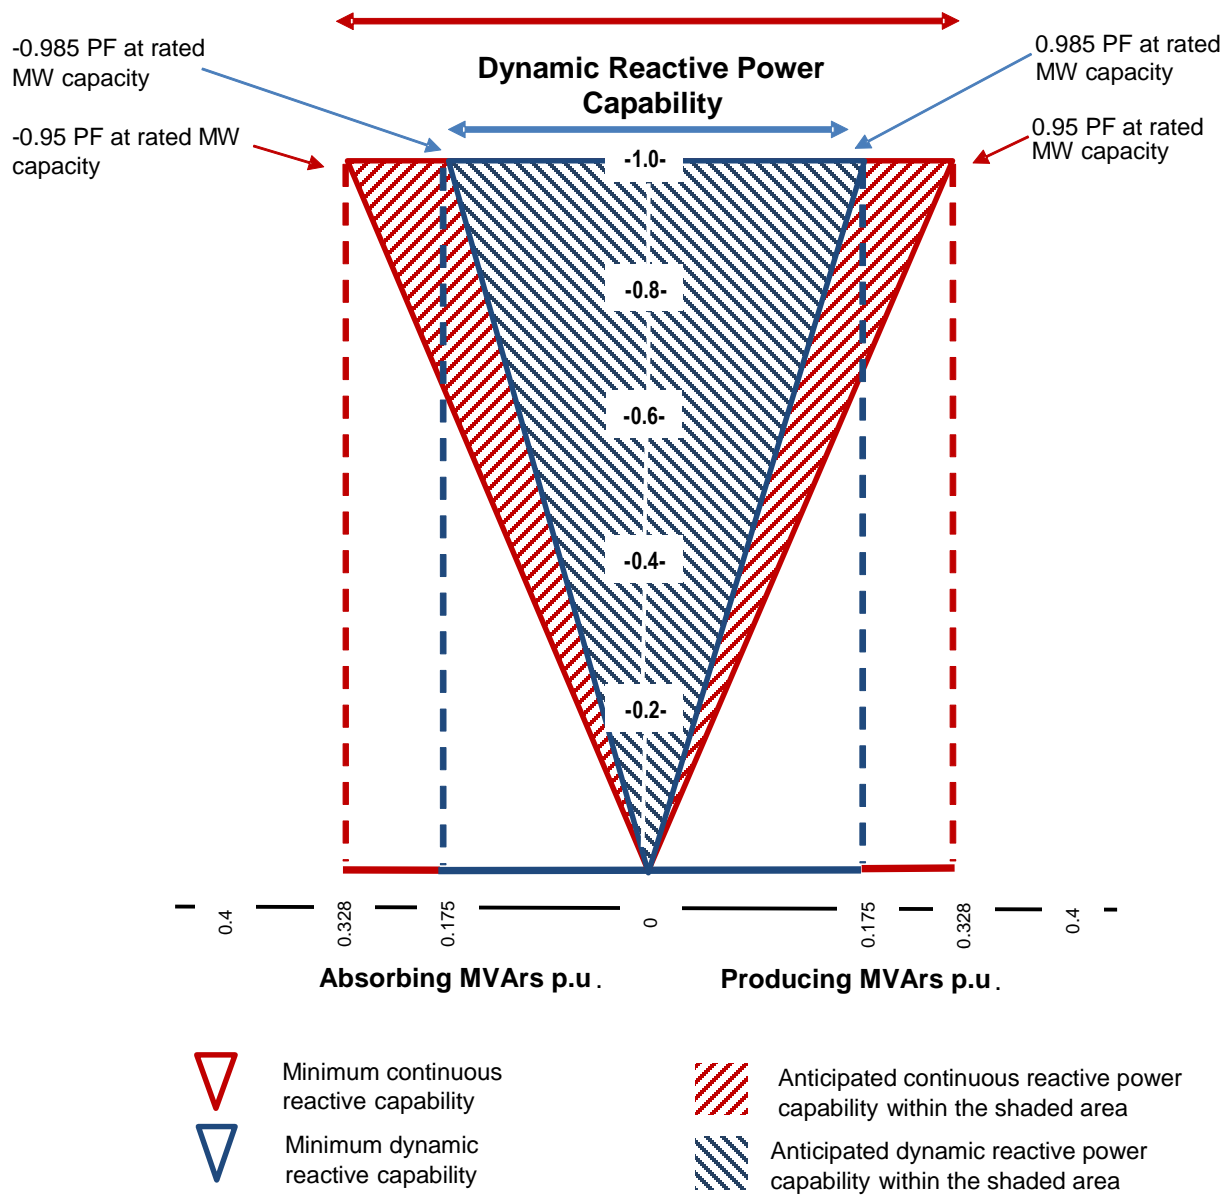 -0.985 PF at rated
MW capacity
Dynamic Reactive Power
Capability
0.985 PF at rated
MW capacity
-0.95 PF at rated MW
capacity
0.95 PF at rated
MW capacity
-1.0-
-0.8-
-0.6-
-0.4-
-0.2-
0.4
0.328
0.175
0
0.175
0.328
0.4
Absorbing MVArs p.u.
Producing MVArs p.u.
Minimum continuous
reactive capability
Anticipated continuous reactive power
capability within the shaded area
Minimum dynamic
reactive capability
Anticipated dynamic reactive power
capability within the shaded area